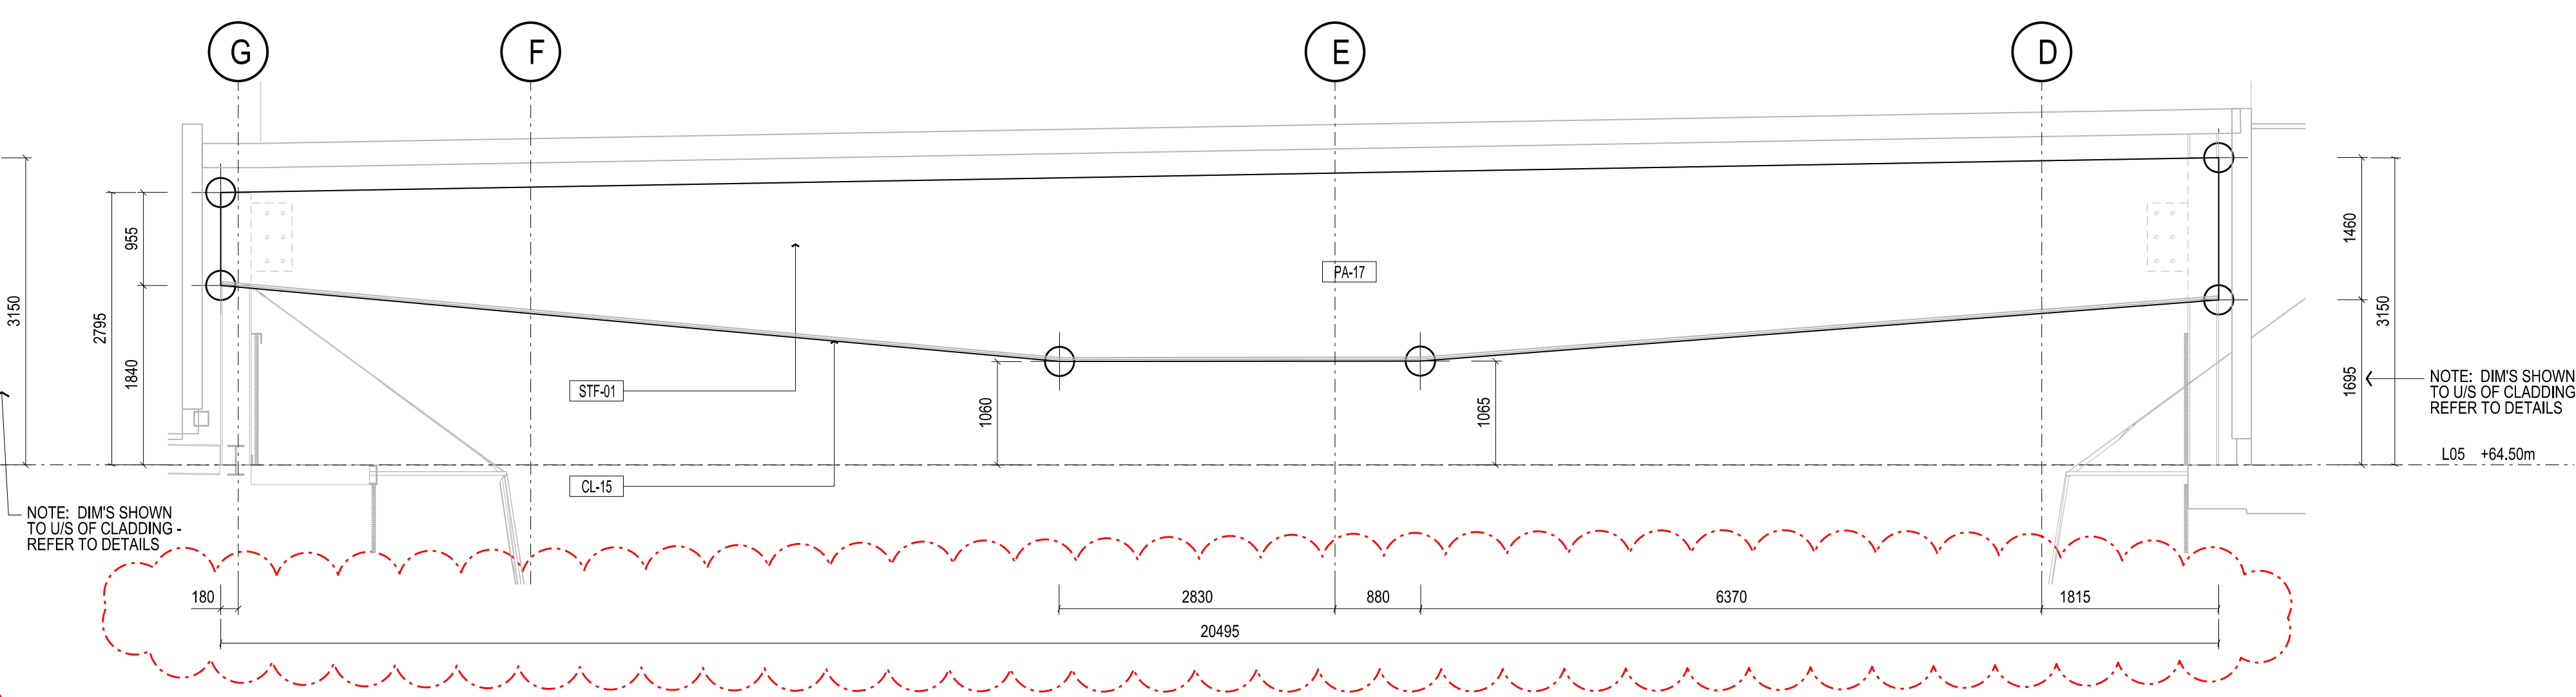 G
F
E
D
3150
2795
955
1840
1460
1695
3150
PA-17
STF-01
CL-15
1060
1065
NOTE: DIM'S SHOWN
TO U/S OF CLADDING
REFER TO DETAILS
L05 +64.50m
NOTE: DIM'S SHOWN
TO U/S OF CLADDING -
REFER TO DETAILS
180
2830
880
6370
1815
20495